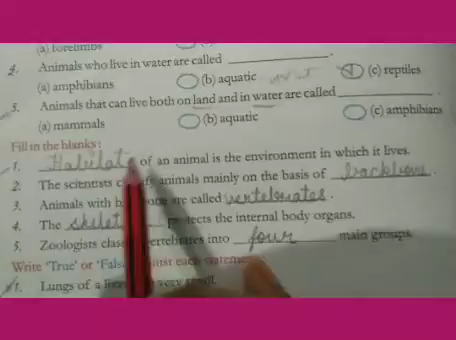 (a) forelimbs
4. Animals who live in water are called
(a) amphibians (b) aquatic (c) reptiles
5. Animals that can live both on land and in water are called
(a) mammals (b) aquatic (c) amphibians
Fill in the blanks:
1. Habitat of an animal is the environment in which it lives.
2. The scientists animals mainly on the basis of backbone.
3. Animals with are called vertebrates.
4. The protects the internal body organs.
5. Zoologists vertebrates into four main groups.
Write 'True' or each
1. Lungs of a very small.